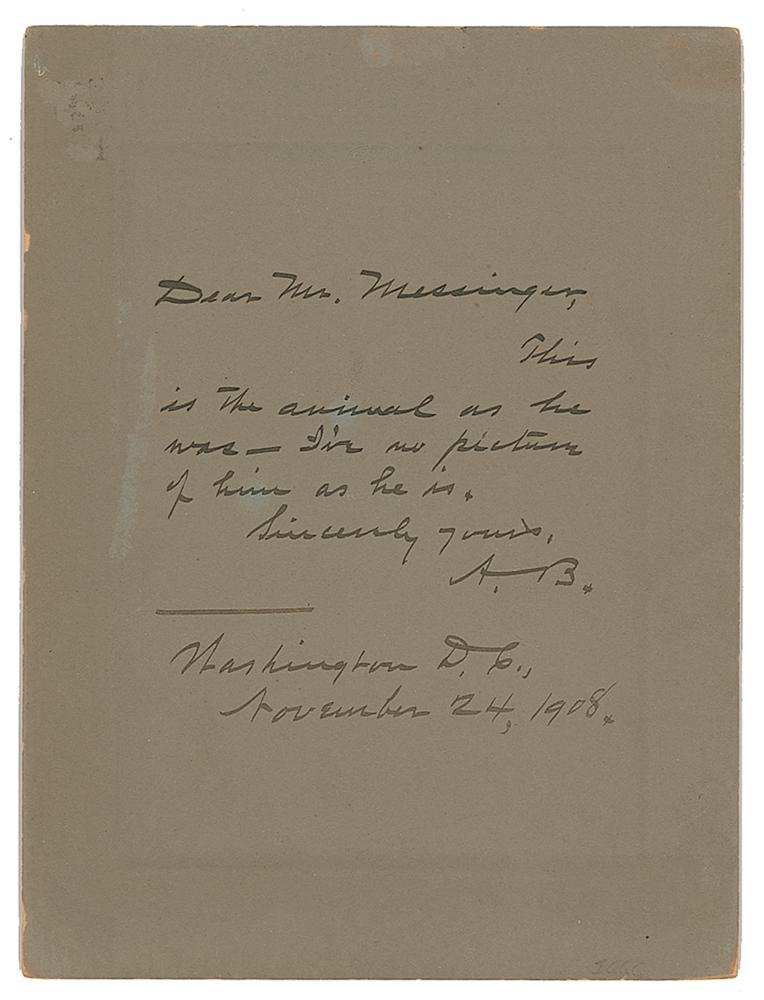 Dear Mr. Messinger,
This
is the animal as he
was — I've no picture
of him as he is.
Sincerely yours,
A. B.
Washington D. C.,
November 24, 1908.